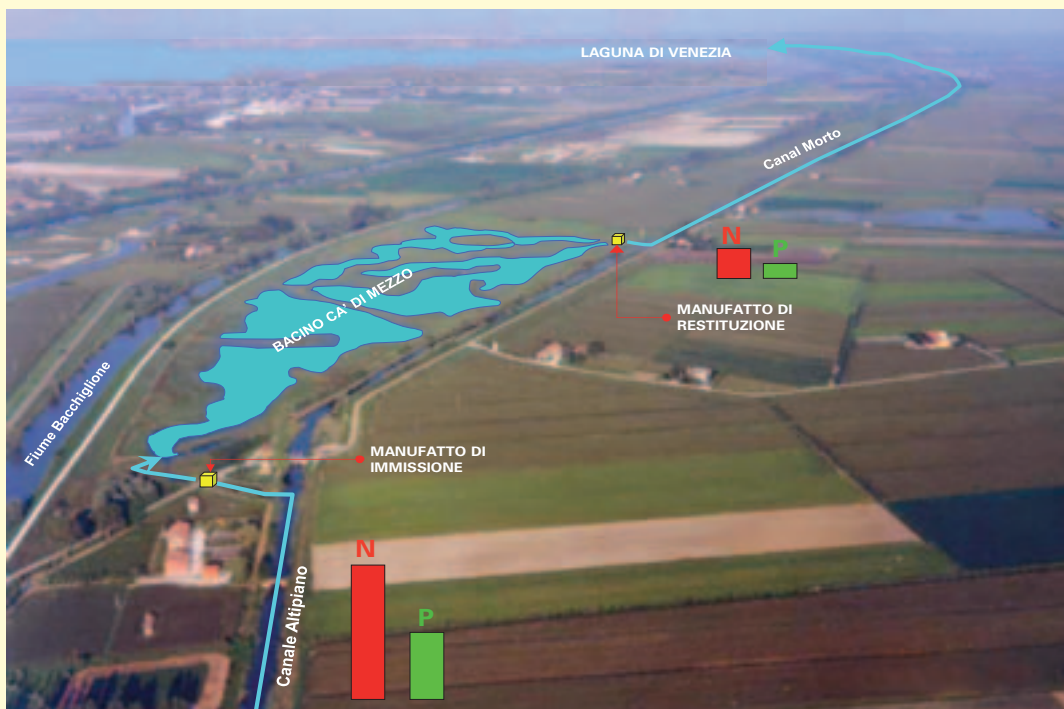 LAGUNA DI VENEZIA
Canal Morto
N
P
BACINO CA' DI MEZZO
MANUFATTO DI
RESTITUZIONE
Fiume Bacchiglione
MANUFATTO DI
IMMISSIONE
N
P
Canale Altipiano